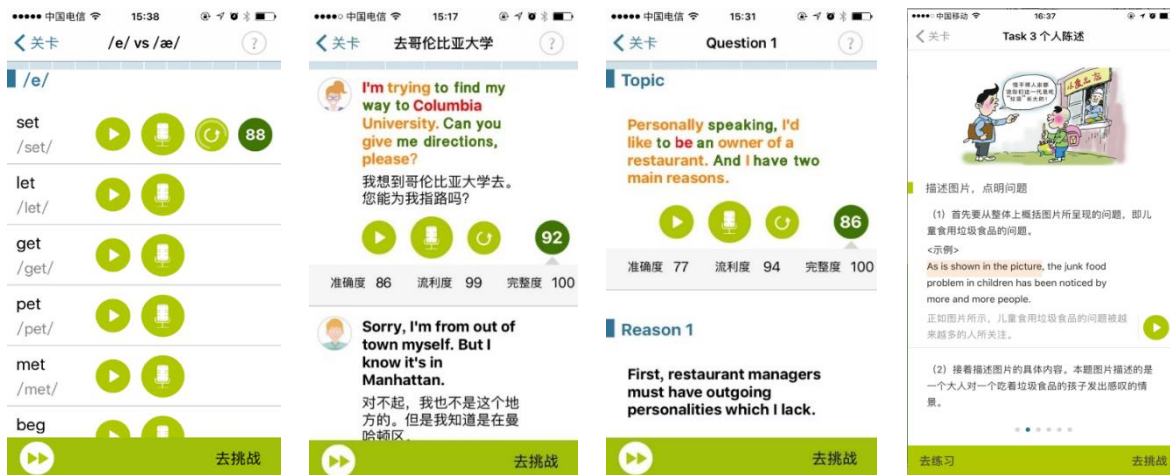 中国电信 15:38
关卡 /e/ vs /æ/ ?
/e/
set
/set/
88
let
/let/
get
/get/
pet
/pet/
met
/met/
beg
去挑战
中国电信 15:17
关卡 去哥伦比亚大学 ?
I'm trying to find my
way to Columbia
University. Can you
give me directions,
please?
我想到哥伦比亚大学去。
您能为我指路吗?
92
准确度 86 流利度 99 完整度 100
Sorry, I'm from out of
town myself. But I
know it's in
Manhattan.
对不起，我也不是这个地
方的。但是我知道是在曼
哈顿区。
去挑战
中国电信 15:31
关卡 Question 1 ?
Topic
Personally speaking, I'd
like to be an owner of a
restaurant. And I have two
main reasons.
86
准确度 77 流利度 94 完整度 100
Reason 1
First, restaurant managers
must have outgoing
personalities which I lack.
去挑战
中国移动 16:37
关卡 Task 3 个人陈述 ?
描述图片，点明问题
（1）首先要从整体上概括图片所呈现的问题，即儿
童食用垃圾食品的问题。
<示例>
As is shown in the picture, the junk food
problem in children has been noticed by
more and more people.
正如图片所示，儿童食用垃圾食品的问题被越
来越多的人所关注。
（2）接着描述图片的具体内容。本题图片描述的是
一个大人对一个吃着垃圾食品的孩子发出感叹的情
景。
去练习 去挑战